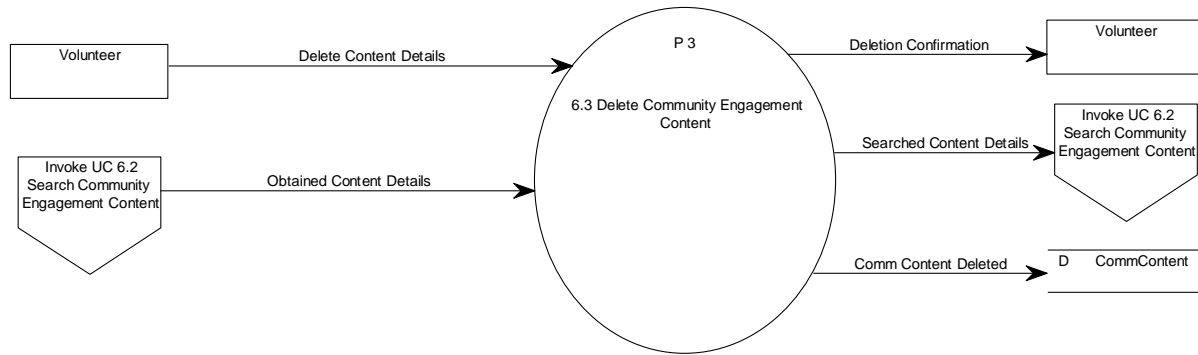 Volunteer
Delete Content Details
Invoke UC 6.2
Search Community
Engagement Content
Obtained Content Details
P 3
6.3 Delete Community Engagement
Content
Deletion Confirmation
Volunteer
Searched Content Details
Invoke UC 6.2
Search Community
Engagement Content
Comm Content Deleted
D CommContent